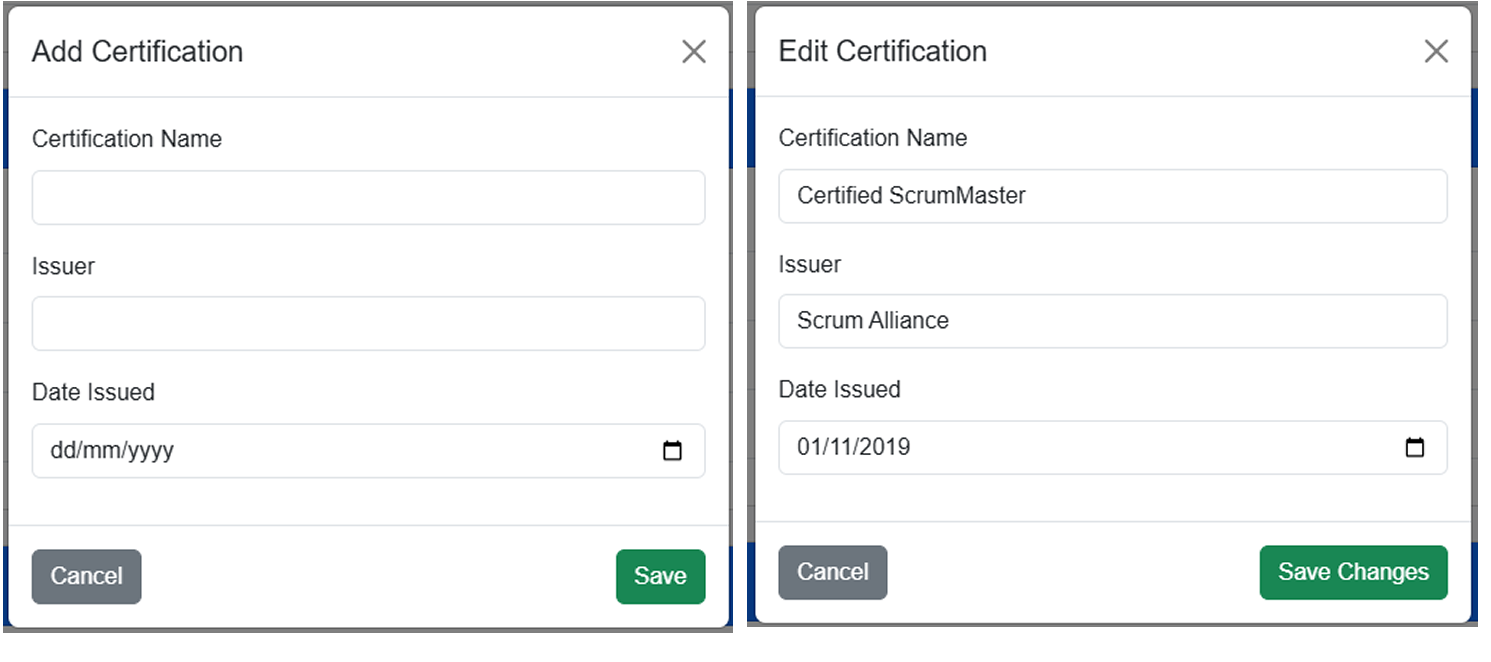 Add Certification
Certification Name
Issuer
Date Issued
dd/mm/yyyy
Cancel
Save
Edit Certification
Certification Name
Certified ScrumMaster
Issuer
Scrum Alliance
Date Issued
01/11/2019
Cancel
Save Changes